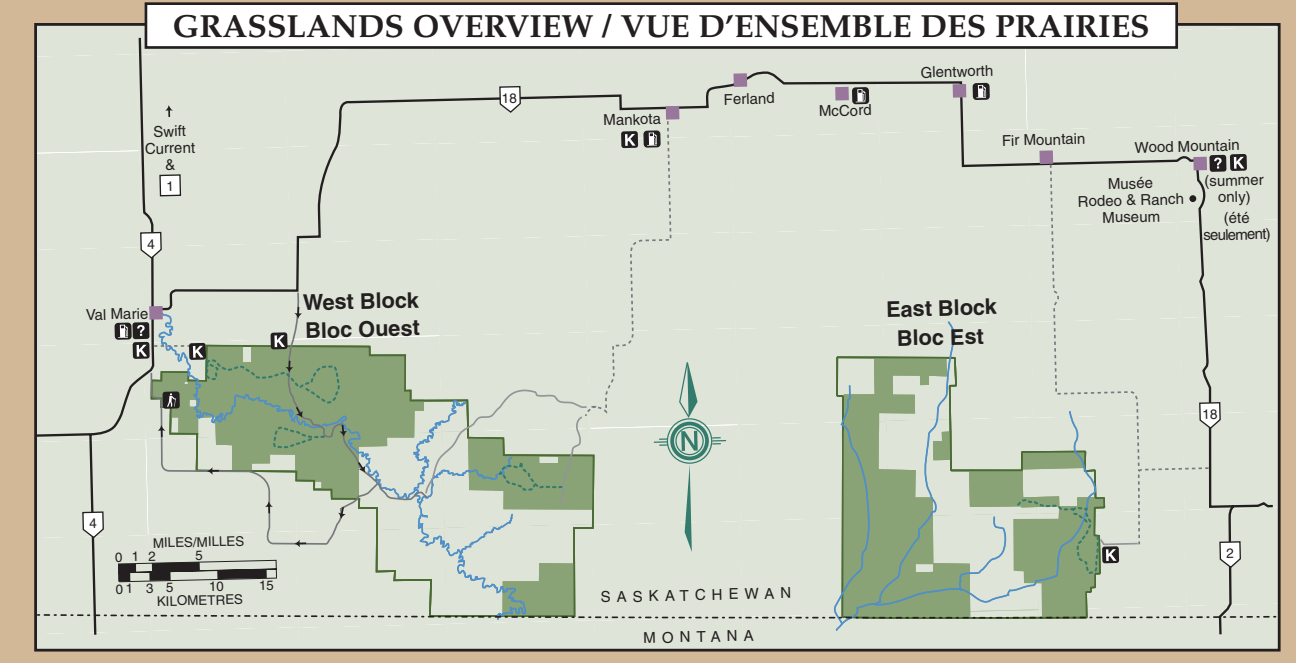 GRASSLANDS OVERVIEW / VUE D'ENSEMBLE DES PRAIRIES
Swift
Current
&
1
4
18
Mankota
K
Ferland
McCord
Glentworth
Fir Mountain
Wood Mountain
? K
(summer
only)
(été
seulement)
Musée
Rodeo & Ranch
Museum
Val Marie
?
K
K
K
West Block
Bloc Ouest
East Block
Bloc Est
N
18
4
2
K
MILES/MILLES
0 1 2 5
0 1 3 5 10 15
KILOMETRES
SASKATCHEWAN
MONTANA